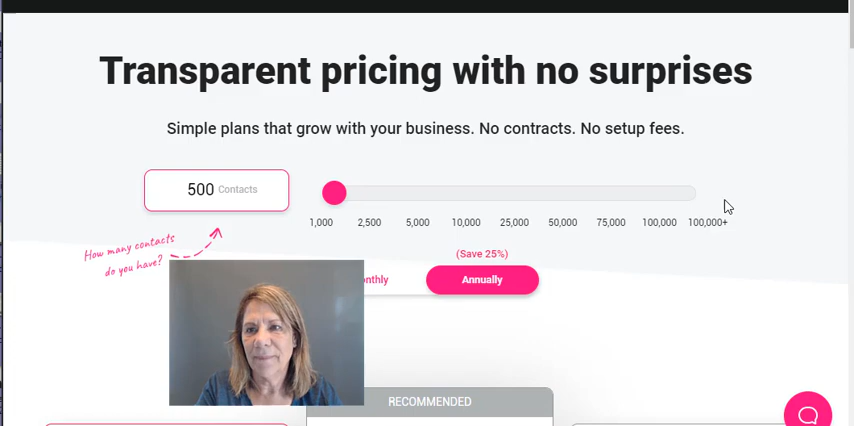 Transparent pricing with no surprises
Simple plans that grow with your business. No contracts. No setup fees.
500 Contacts
1,000 2,500 5,000 10,000 25,000 50,000 75,000 100,000 100,000+
How many contacts
do you have?
(Save 25%)
onthly Annually
RECOMMENDED